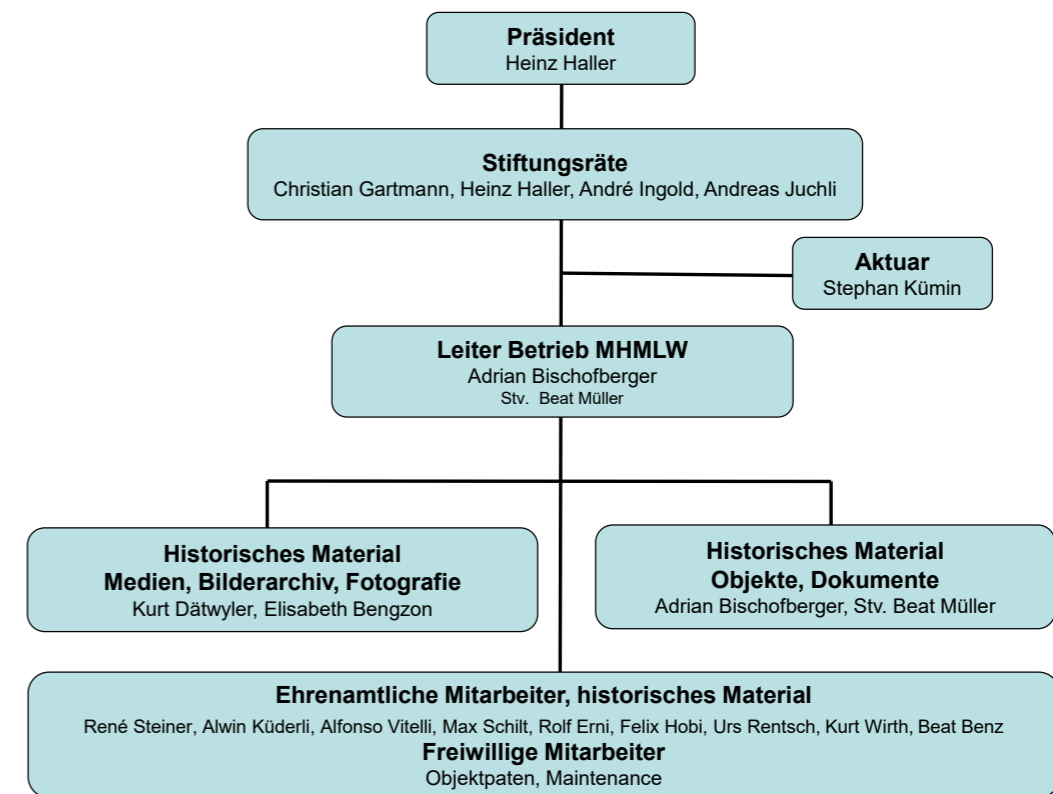 Präsident
Heinz Haller
Stiftungsräte
Christian Gartmann, Heinz Haller, André Ingold, Andreas Juchli
Aktuar
Stephan Kümin
Leiter Betrieb MHMLW
Adrian Bischofberger
Stv. Beat Müller
Historisches Material
Medien, Bilderarchiv, Fotografie
Kurt Dätwyler, Elisabeth Bengzon
Historisches Material
Objekte, Dokumente
Adrian Bischofberger, Stv. Beat Müller
Ehrenamtliche Mitarbeiter, historisches Material
René Steiner, Alwin Küderli, Alfonso Vitelli, Max Schilt, Rolf Erni, Felix Hobi, Urs Rentsch, Kurt Wirth, Beat Benz
Freiwillige Mitarbeiter
Objektpaten, Maintenance